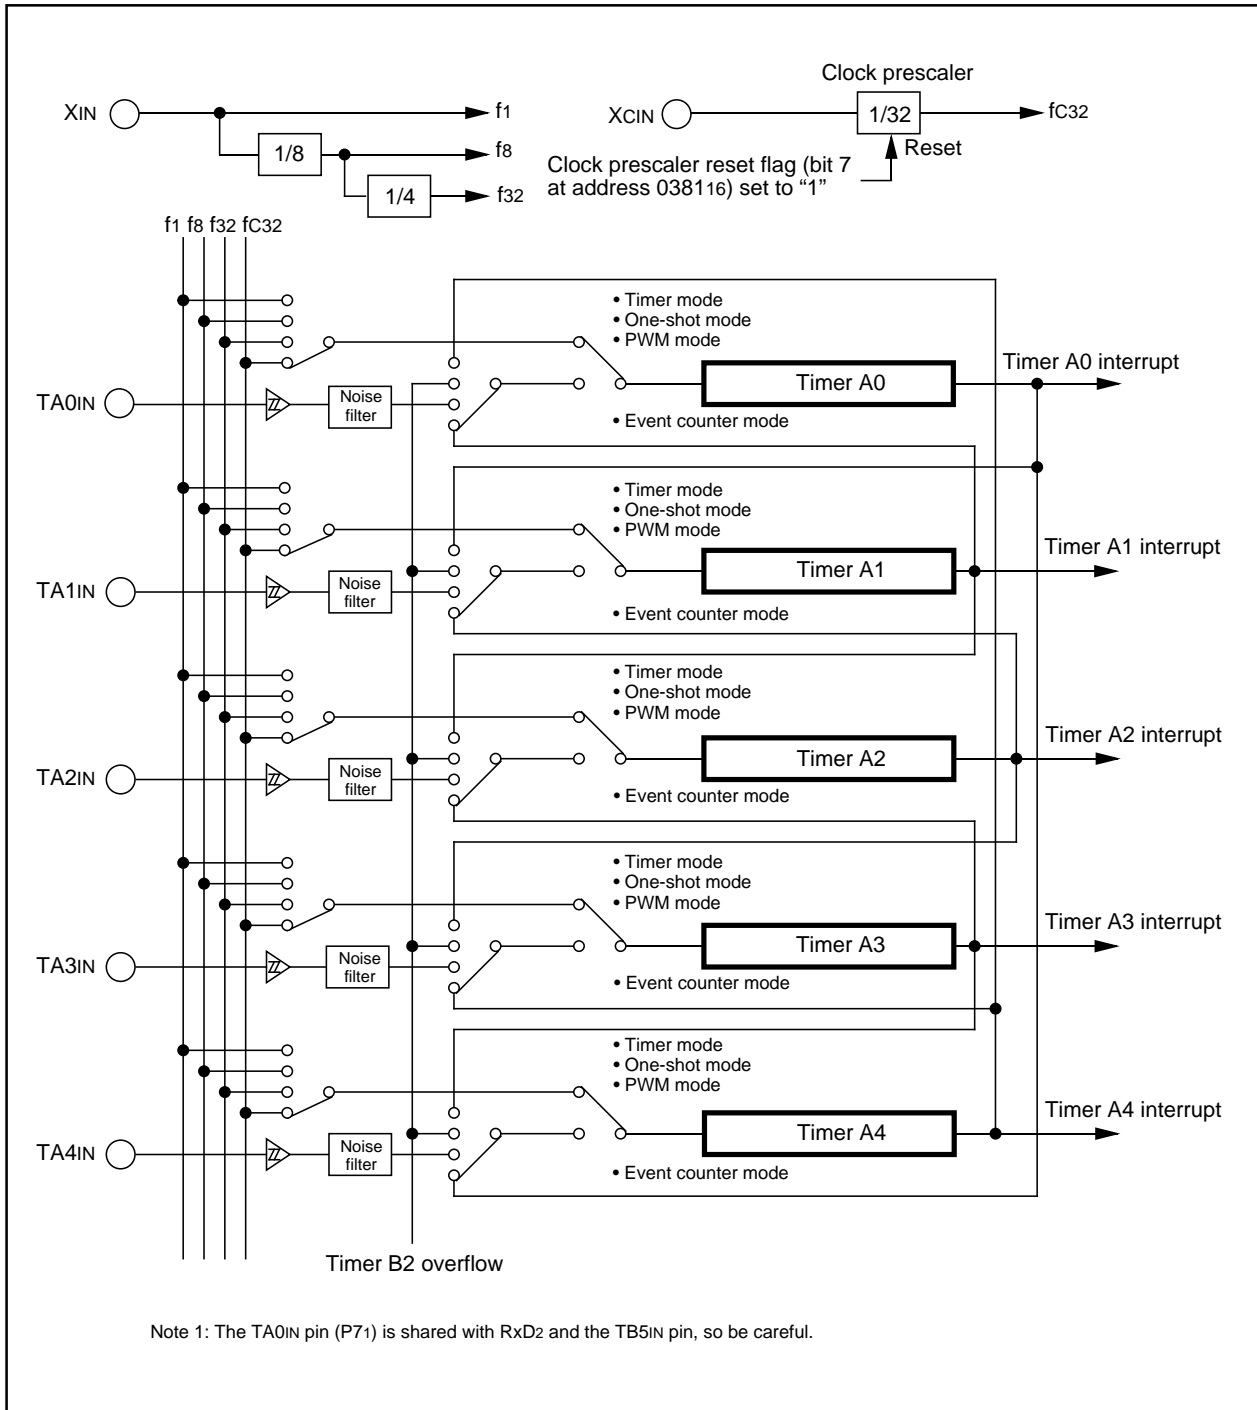 Clock prescaler
XIN
f1
XCIN
1/32
fC32
1/8
f8
Reset
Clock prescaler reset flag (bit 7
at address 038116) set to “1”
1/4
f32
f1 f8 f32 fC32
• Timer mode
• One-shot mode
• PWM mode
Timer A0 interrupt
Timer A0
TA0IN
Noise
filter
• Event counter mode
• Timer mode
• One-shot mode
• PWM mode
Timer A1 interrupt
Timer A1
TA1IN
Noise
filter
• Event counter mode
• Timer mode
• One-shot mode
• PWM mode
Timer A2 interrupt
Timer A2
TA2IN
Noise
filter
• Event counter mode
• Timer mode
• One-shot mode
• PWM mode
Timer A3 interrupt
Timer A3
TA3IN
Noise
filter
• Event counter mode
• Timer mode
• One-shot mode
• PWM mode
Timer A4 interrupt
Timer A4
TA4IN
Noise
filter
• Event counter mode
Timer B2 overflow
Note 1: The TA0IN pin (P71) is shared with RxD2 and the TB5IN pin, so be careful.